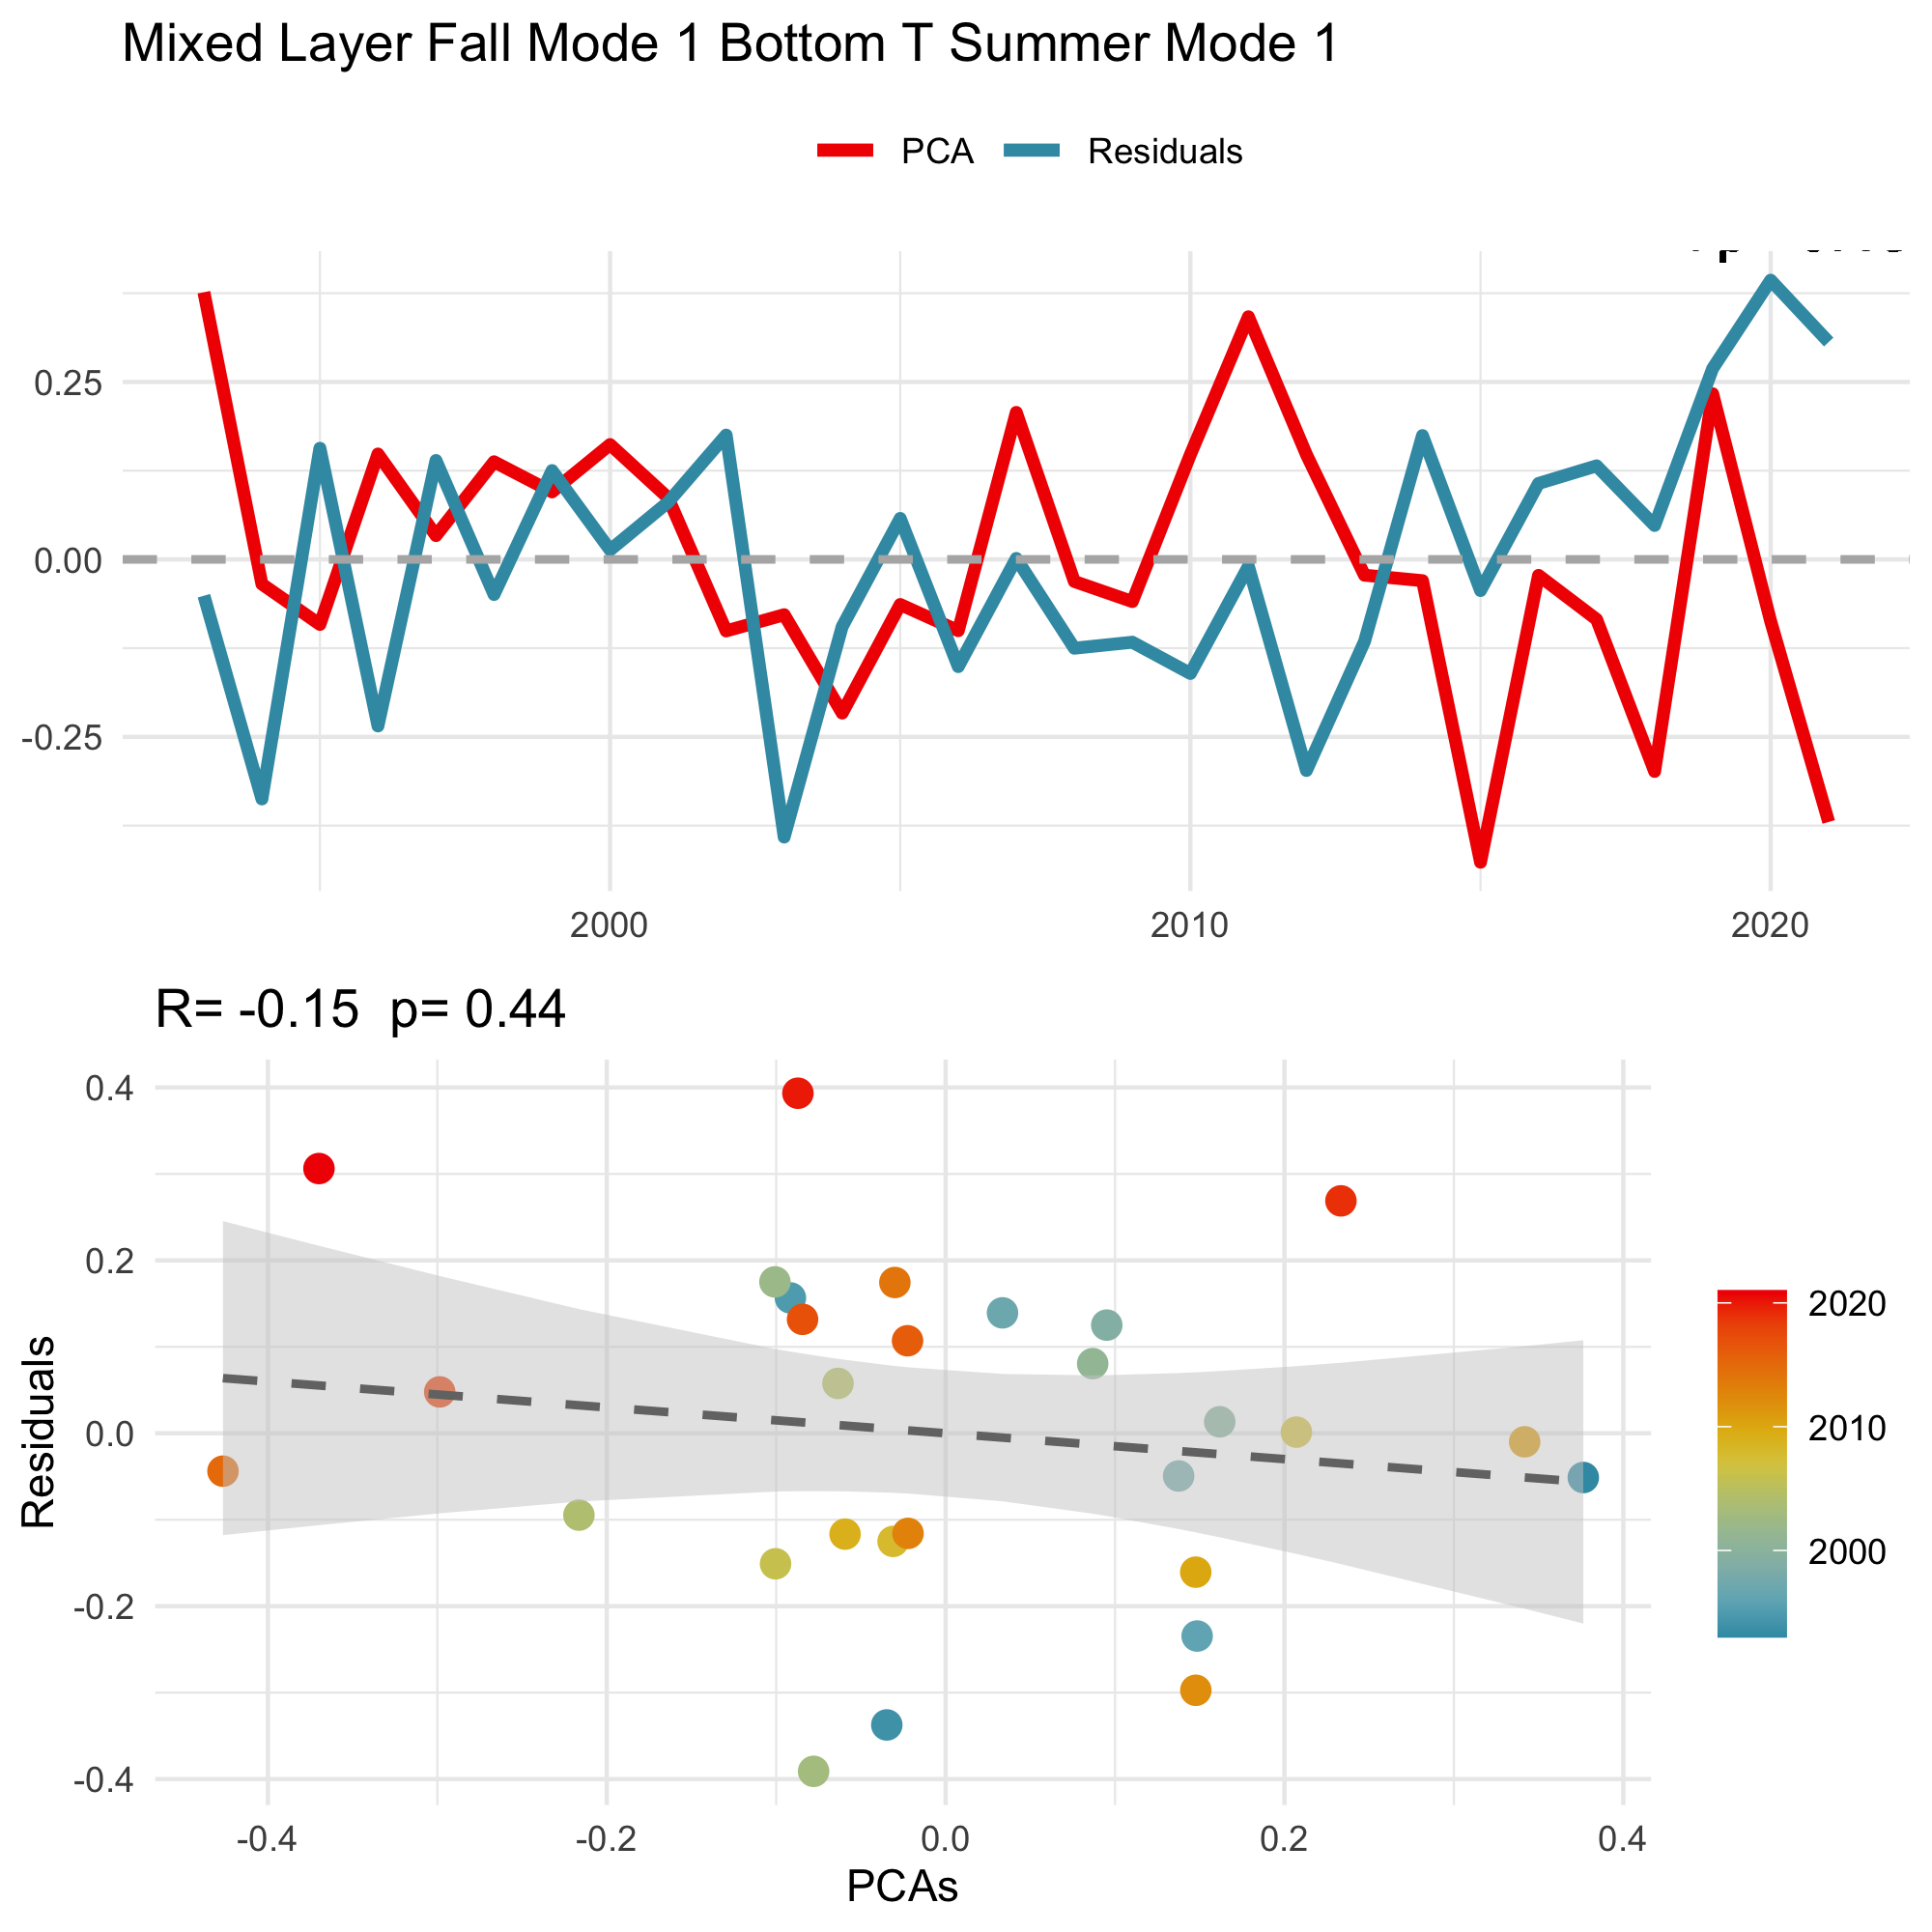 Mixed Layer Fall Mode 1 Bottom T Summer Mode 1
PCA Residuals
0.25
0.00
-0.25
2000 2010 2020
R= -0.15 p= 0.44
0.4
0.2
0.0
-0.2
-0.4
Residuals
-0.4 -0.2 0.0 0.2 0.4
PCAs
2020
2010
2000